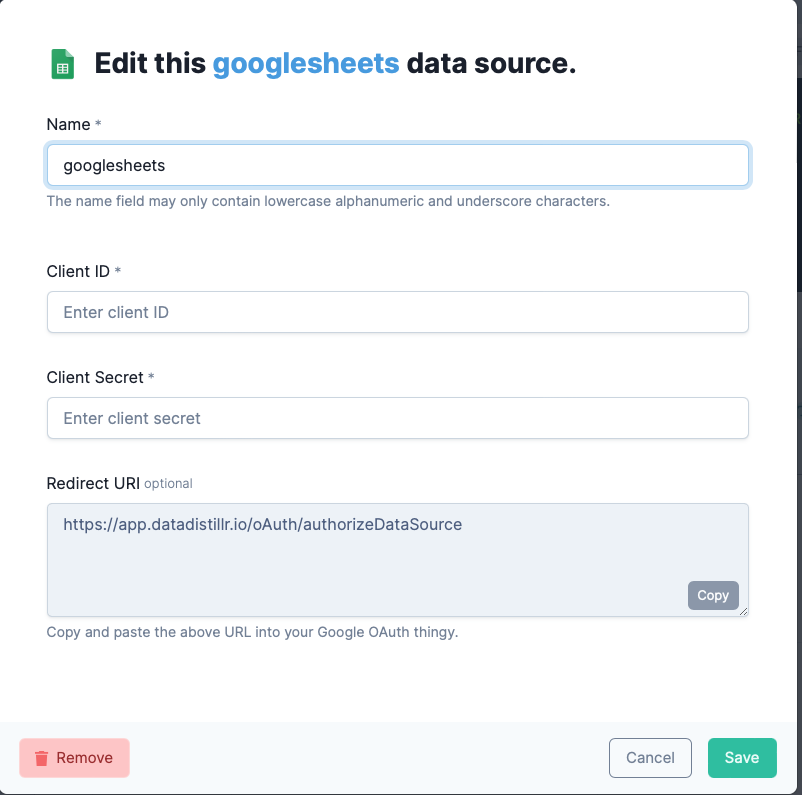 Edit this googlesheets data source.
Name *
googlesheets
The name field may only contain lowercase alphanumeric and underscore characters.
Client ID *
Enter client ID
Client Secret *
Enter client secret
Redirect URI optional
https://app.datadistillr.io/oAuth/authorizeDataSource
Copy
Copy and paste the above URL into your Google OAuth thingy.
Remove
Cancel
Save